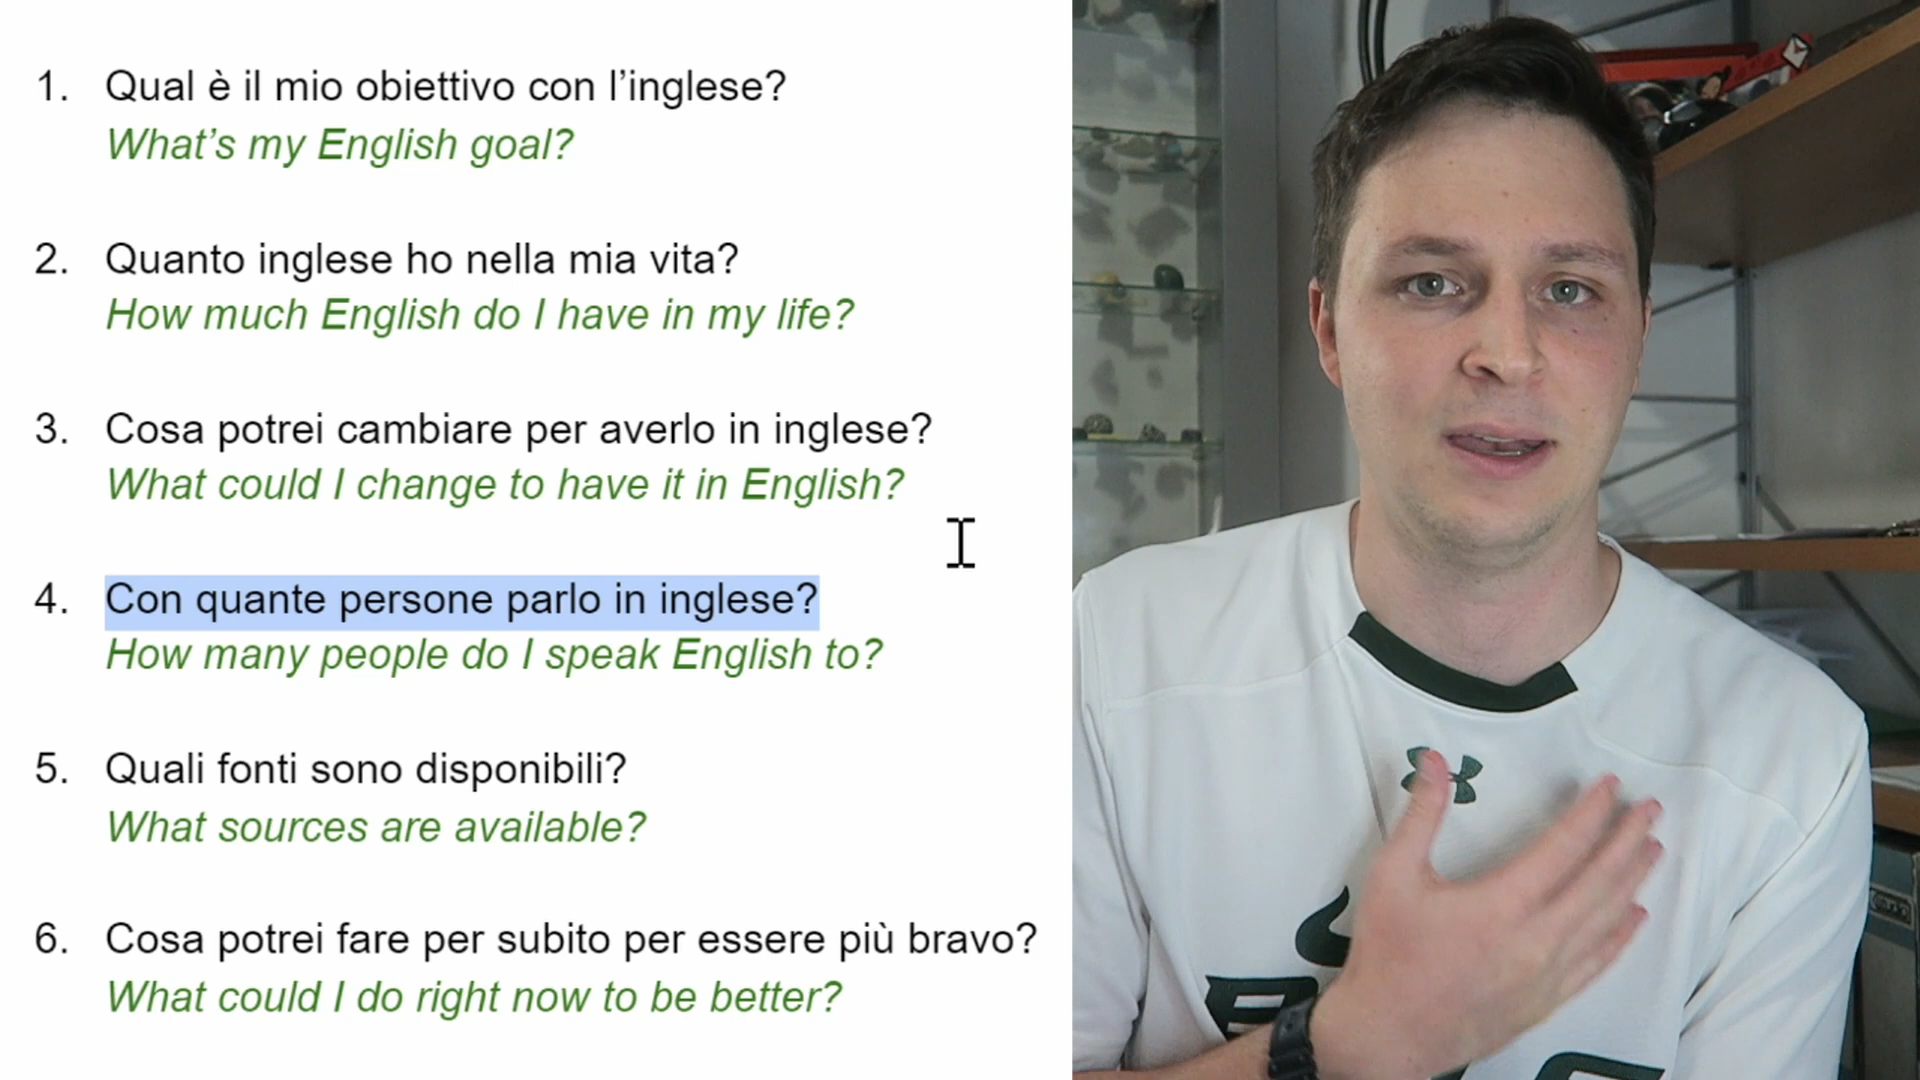 1. Qual è il mio obiettivo con l’inglese?
What’s my English goal?
2. Quanto inglese ho nella mia vita?
How much English do I have in my life?
3. Cosa potrei cambiare per averlo in inglese?
What could I change to have it in English?
4. Con quante persone parlo in inglese?
How many people do I speak English to?
5. Quali fonti sono disponibili?
What sources are available?
6. Cosa potrei fare per subito per essere più bravo?
What could I do right now to be better?